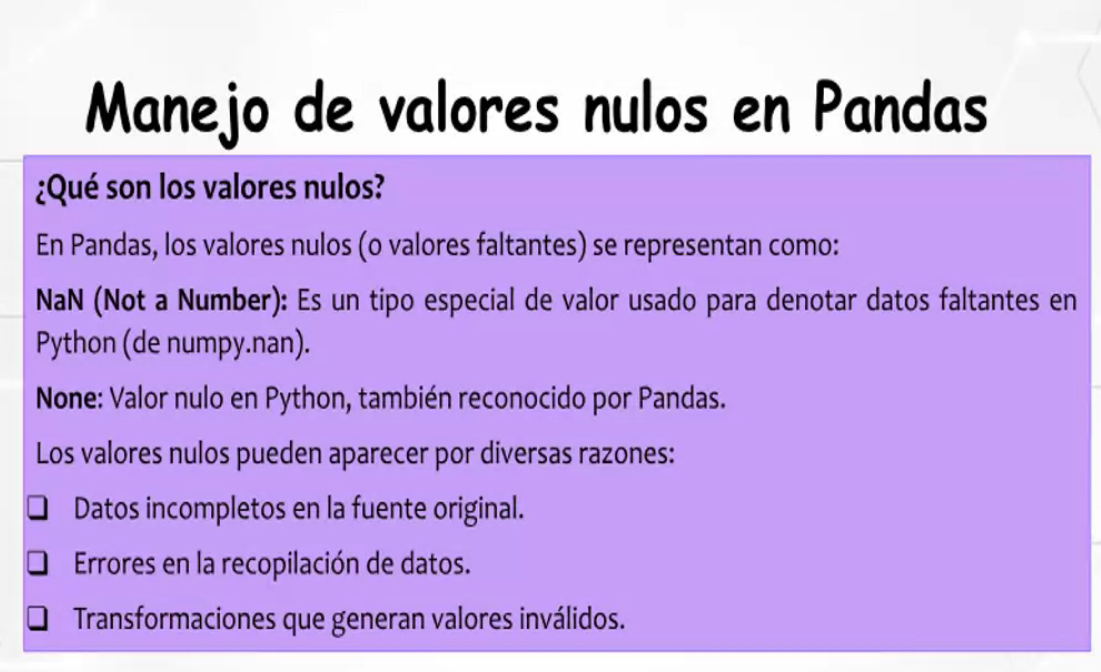 Manejo de valores nulos en Pandas
¿Qué son los valores nulos?
En Pandas, los valores nulos (o valores faltantes) se representan como:
NaN (Not a Number): Es un tipo especial de valor usado para denotar datos faltantes en
Python (de numpy.nan).
None: Valor nulo en Python, también reconocido por Pandas.
Los valores nulos pueden aparecer por diversas razones:
❑ Datos incompletos en la fuente original.
❑ Errores en la recopilación de datos.
❑ Transformaciones que generan valores inválidos.